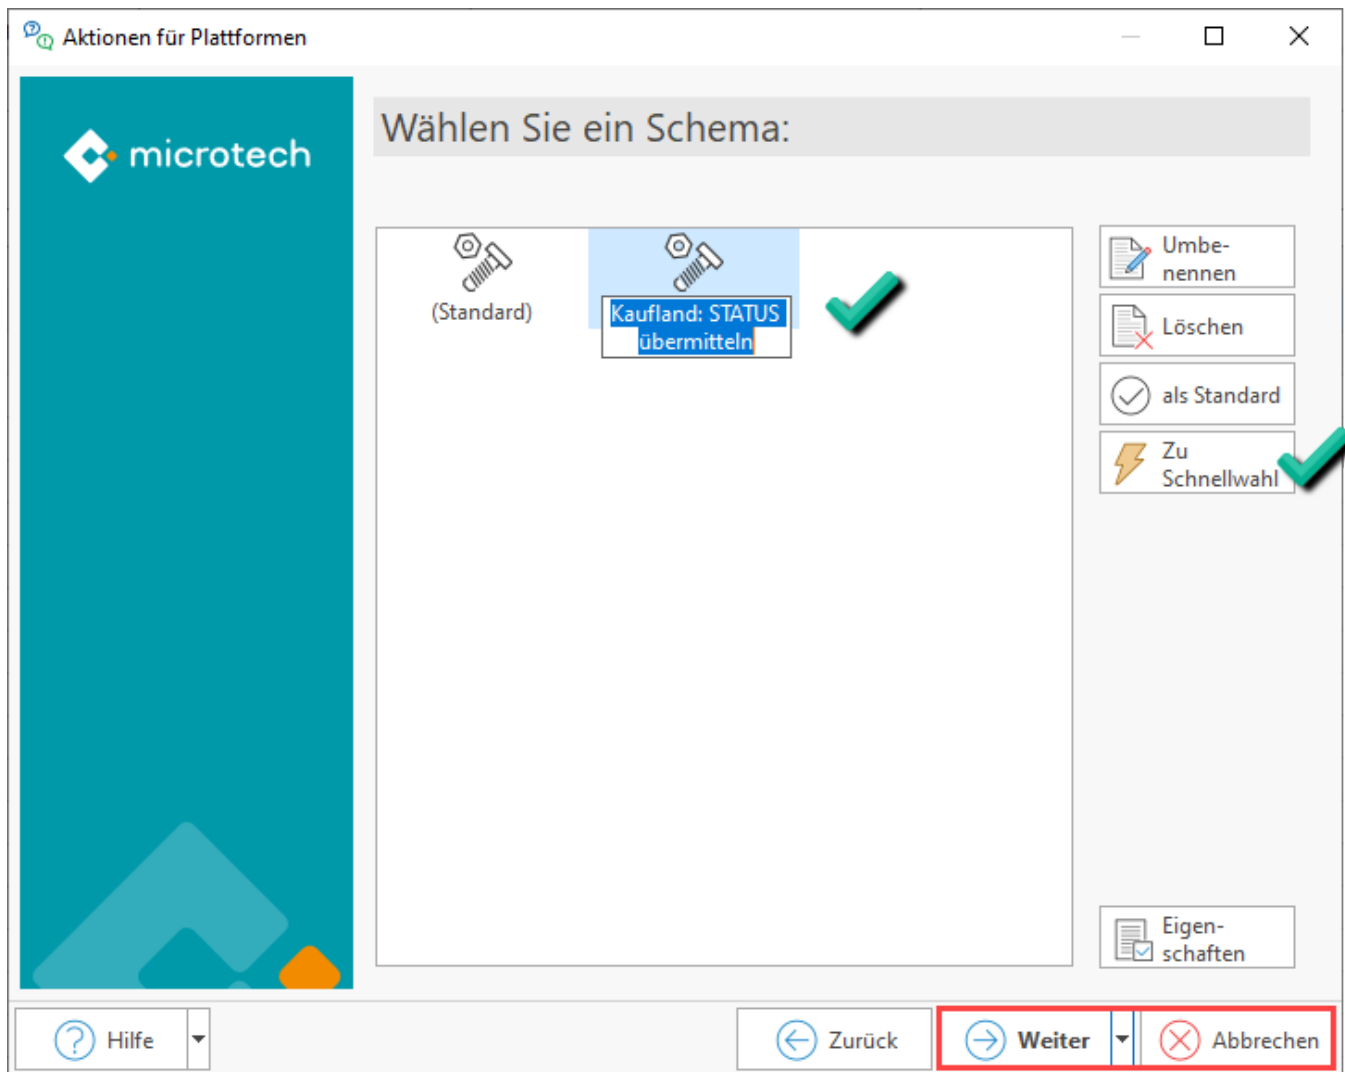 Aktionen für Plattformen
microtech
Wählen Sie ein Schema:
(Standard)
Kaufland: STATUS
übermitteln
Umbe-
nennen
Löschen
als Standard
Zu
Schnellwahl
Eigen-
schaften
Hilfe
Zurück
Weiter
Abbrechen